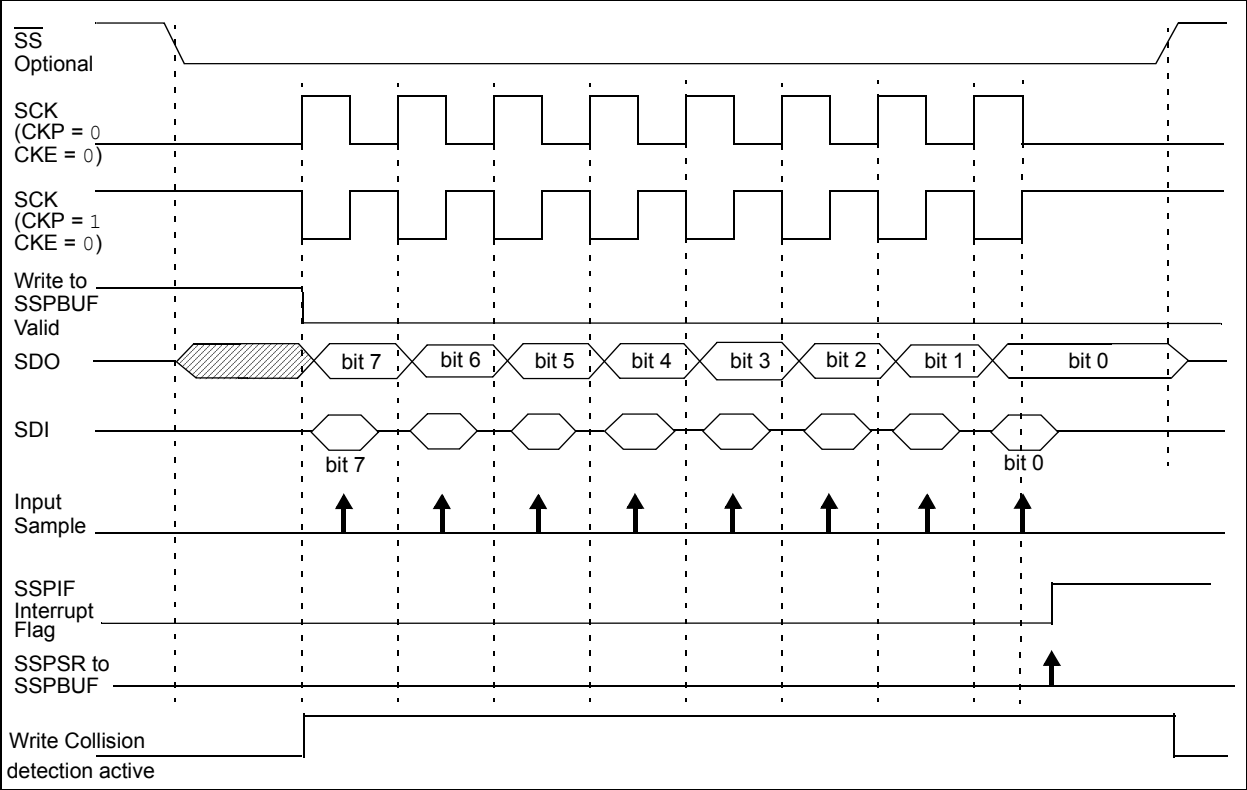 SS
Optional
SCK
(CKP = 0
CKE = 0)
SCK
(CKP = 1
CKE = 0)
Write to
SSPBUF
Valid
SDO
bit 7 bit 6 bit 5 bit 4 bit 3 bit 2 bit 1 bit 0
SDI
bit 7 bit 0
Input
Sample
SSPIF
Interrupt
Flag
SSPSR to
SSPBUF
Write Collision
detection active